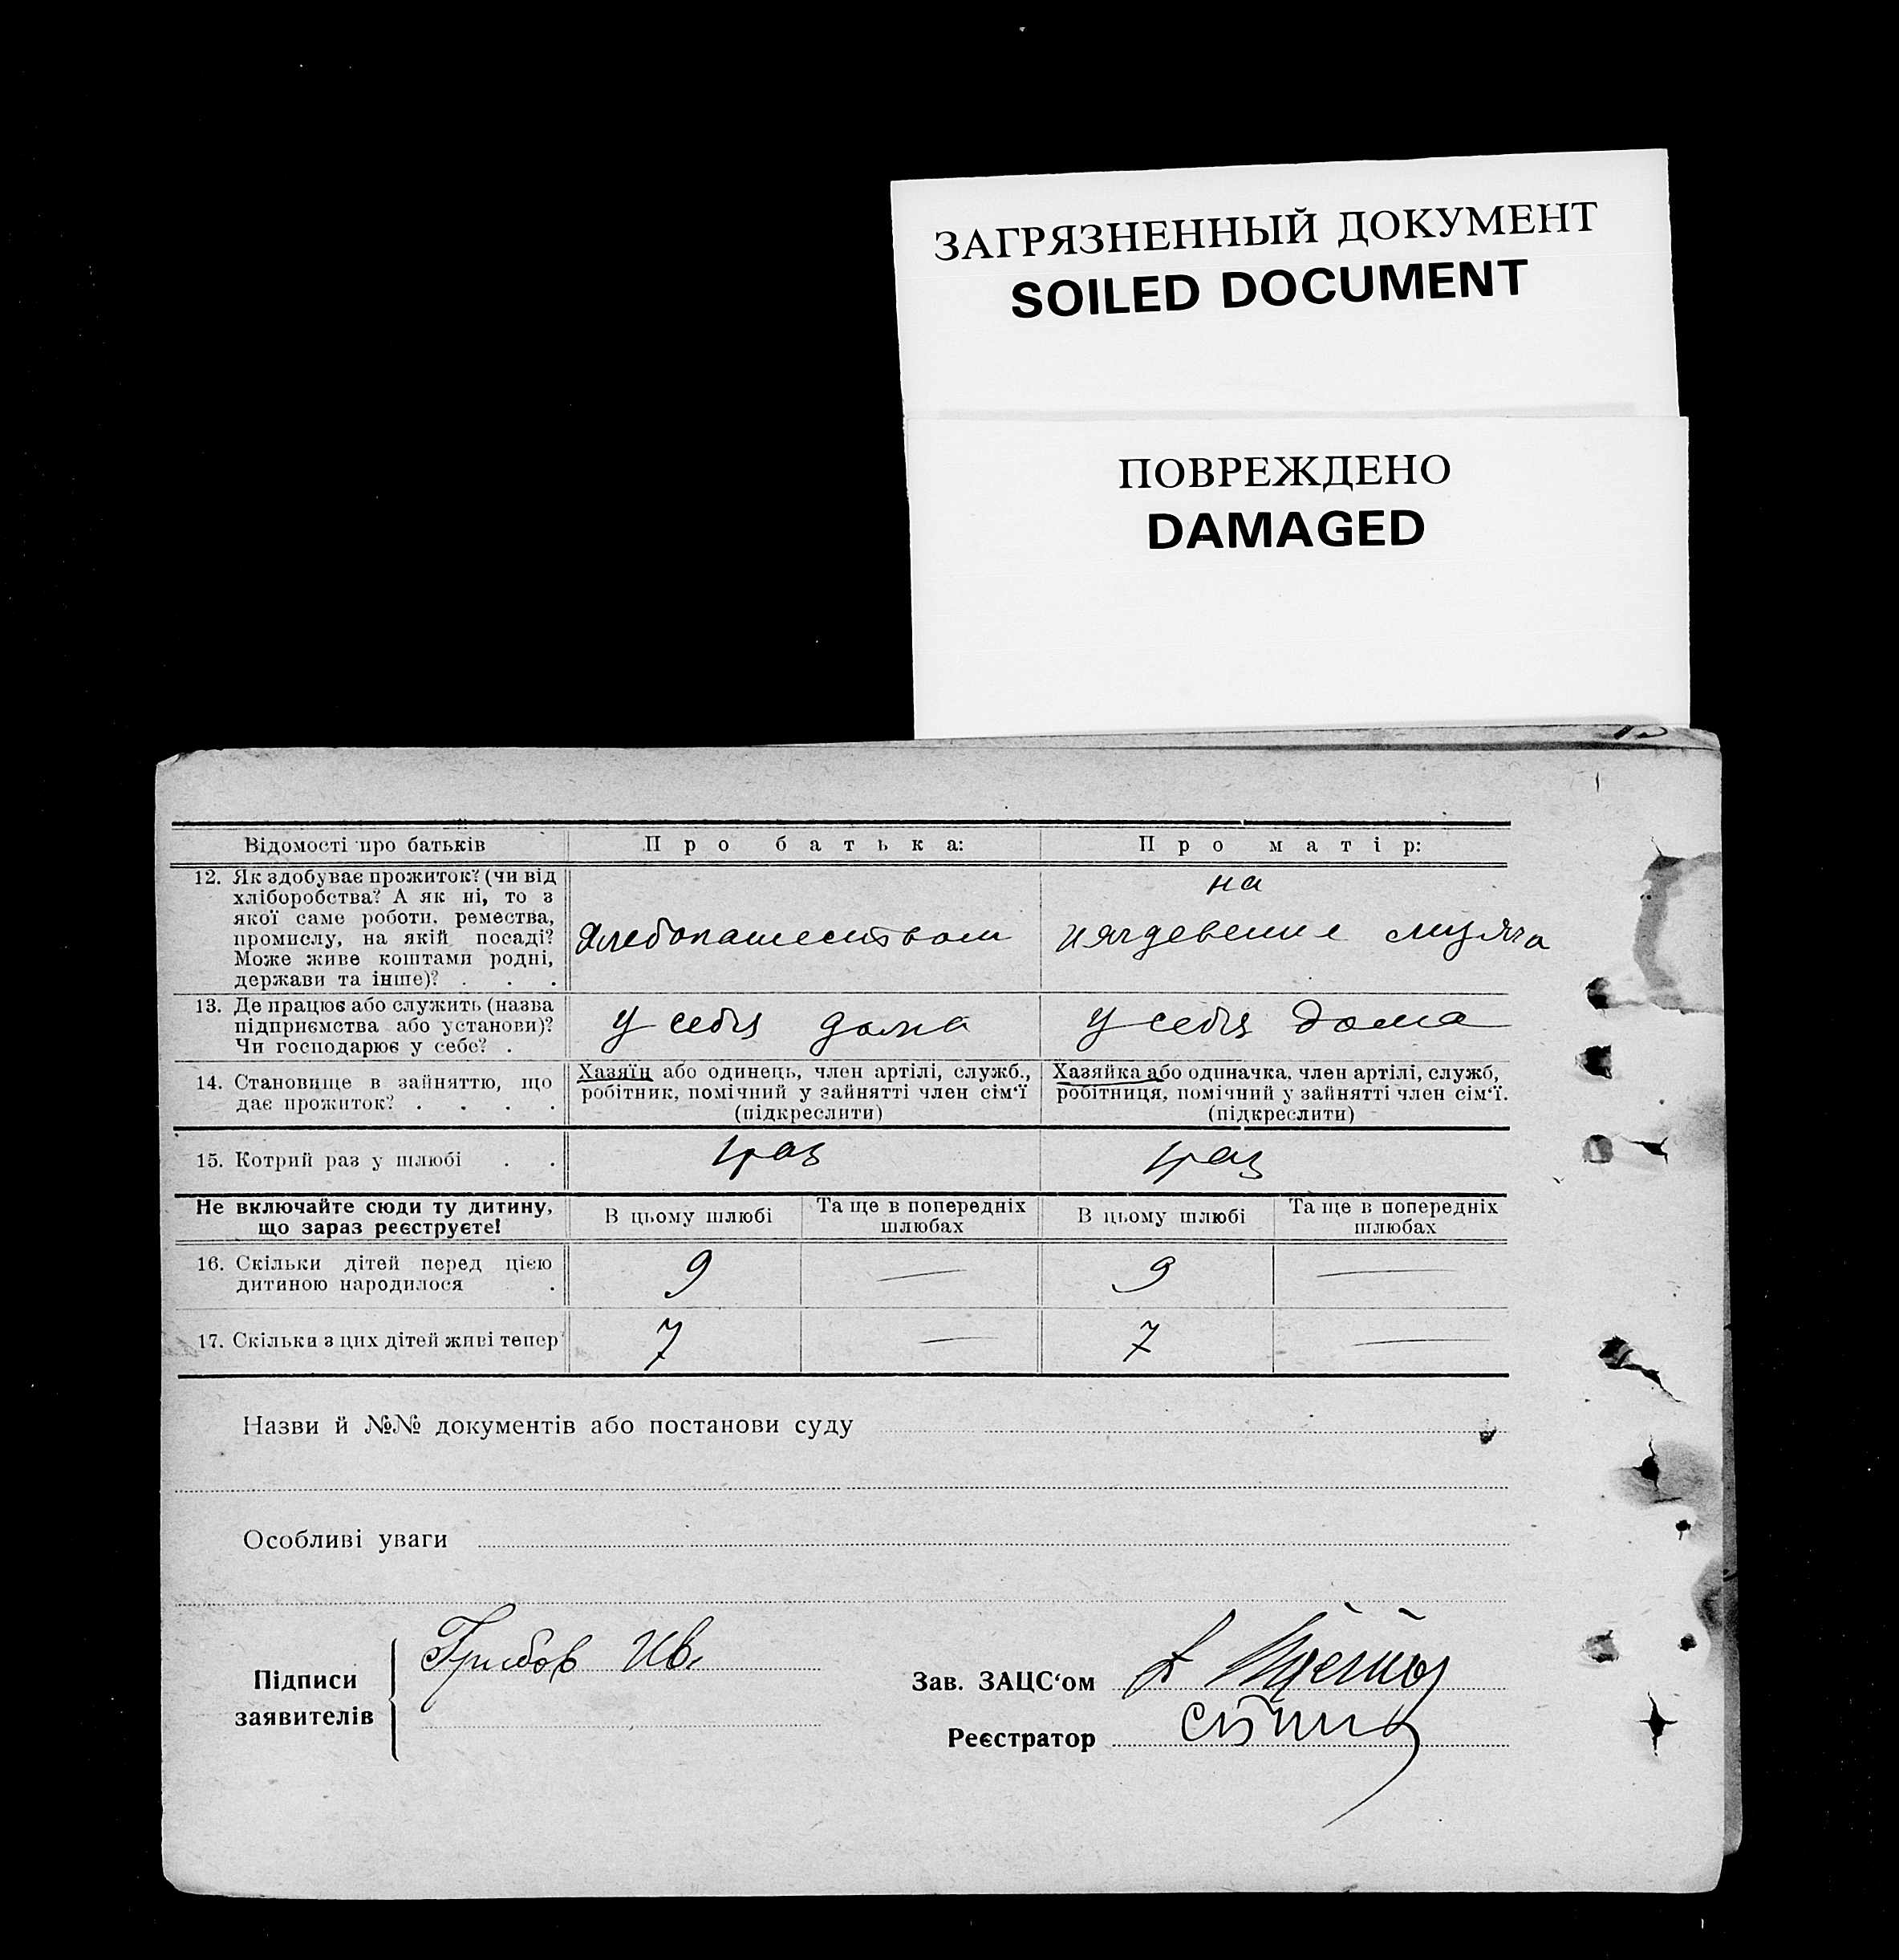 ЗАГРЯЗНЕННЫЙ ДОКУМЕНТ
SOILED DOCUMENT
ПОВРЕЖДЕНО
DAMAGED
Відомості про батьків
Про батька:
Про матір:
12. Як здобуває прожиток? (чи від
хліборобства? А як ні, то з
якої саме роботи, ремества,
промислу, на якій посаді?
Може живе коштами родні,
держави та інше)? . . .
Хлебопашеством
на
иждевение мужа
13. Де працює або служить (назва
підприємства або установи)?
Чи господарює у себе? .
у себя дома
у себя дома
14. Становище в зайняттю, що
дає прожиток? . . . .
Хазяїн або одинець, член артілі, служб.,
робітник, помічний у зайнятті член сім'ї
(підкреслити)
Хазяйка або одиначка, член артілі, служб,
робітниця, помічний у зайнятті член сім'ї.
(підкреслити)
15. Котрий раз у шлюбі . .
1 раз
1 раз
Не включайте сюди ту дитину,
що зараз реєструєте!
В цьому шлюбі
Та ще в попередніх
шлюбах
В цьому шлюбі
Та ще в попередніх
шлюбах
16. Скільки дітей перед цією
дитиною народилося .
9
—
9
—
17. Скільки з цих дітей живі тепер
7
—
7
—
Назви й №№ документів або постанови суду
Особливі уваги
Підписи
заявителів
Грибов Ив.
Зав. ЗАЦС'ом
Реєстратор